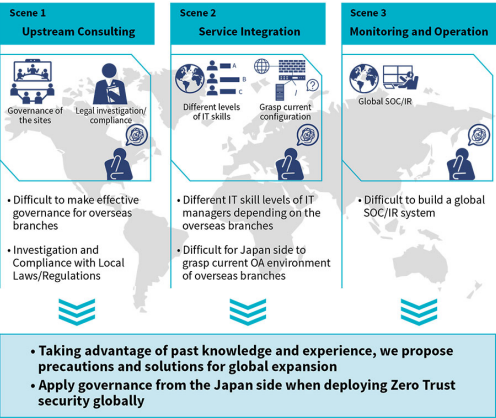 Scene 1
Upstream Consulting
Governance of
the sites
Legal investigation/
compliance
• Difficult to make effective
governance for overseas
branches
• Investigation and
Compliance with Local
Laws/Regulations
Scene 2
Service Integration
A
B
C
Different levels
of IT skills
?
Grasp current
configuration
• Different IT skill levels of IT
managers depending on the
overseas branches
• Difficult for Japan side to
grasp current OA environment
of overseas branches
Scene 3
Monitoring and Operation
Global SOC/IR
• Difficult to build a global
SOC/IR system
• Taking advantage of past knowledge and experience, we propose
precautions and solutions for global expansion
• Apply governance from the Japan side when deploying Zero Trust
security globally